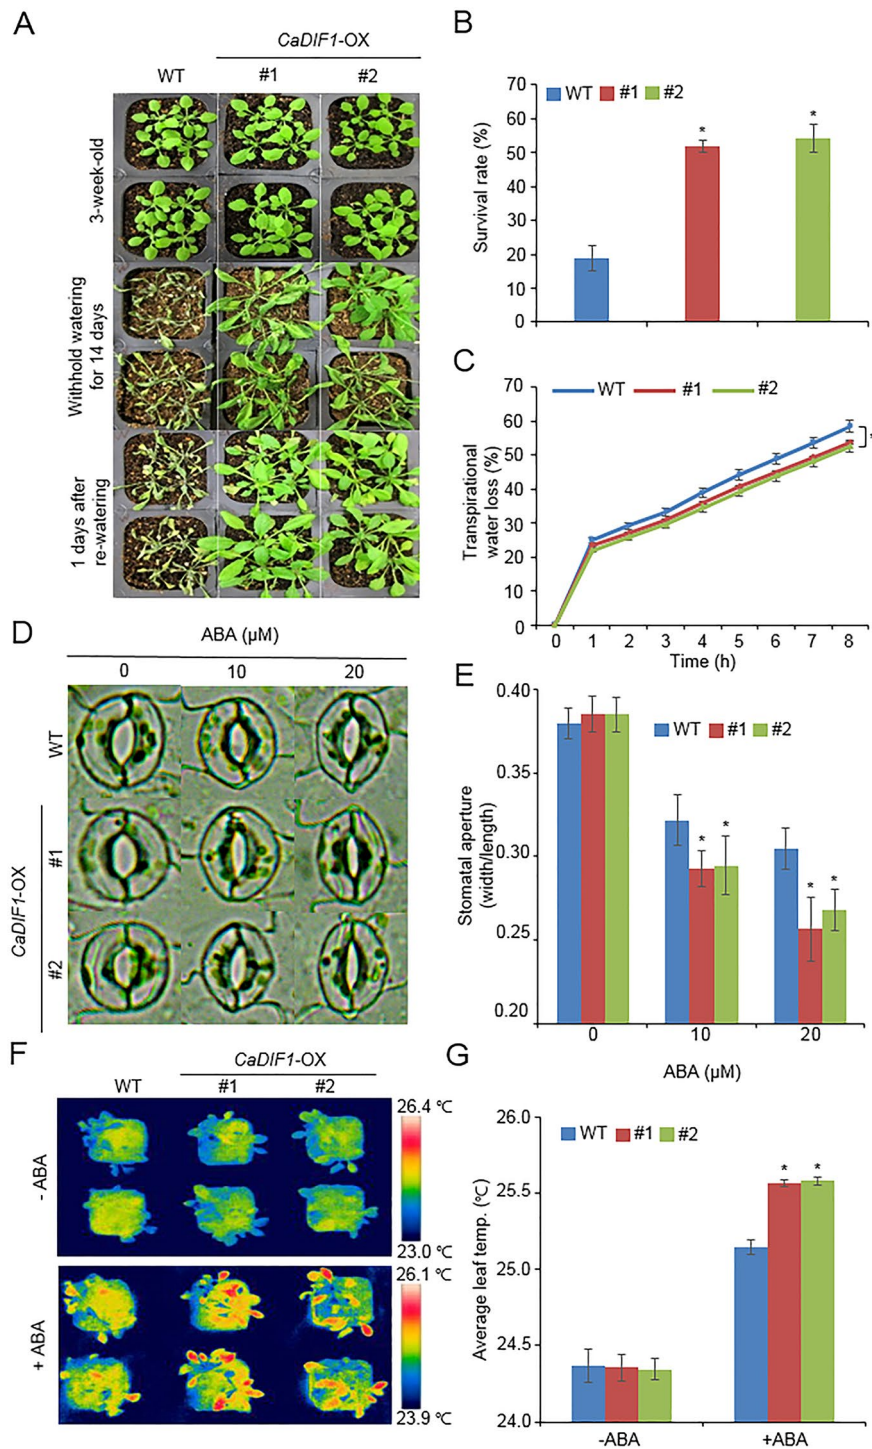 A
CaDIF1-OX
WT #1 #2
3-week-old
Withhold watering
for 14 days
1 days after
re-watering
B
Survival rate (%)
70
60
50
40
30
20
10
0
WT #1 #2
*
*
C
Transpirational
water loss (%)
70
60
50
40
30
20
10
0
WT #1 #2
0 1 2 3 4 5 6 7 8
Time (h)
D
ABA (µM)
0 10 20
WT
CaDIF1-OX
#1
#2
E
Stomatal aperture
(width/length)
0.40
0.35
0.30
0.25
0.20
WT #1 #2
* *
* *
0 10 20
ABA (µM)
F
CaDIF1-OX
WT #1 #2
- ABA
26.4 ℃
23.0 ℃
+ ABA
26.1 ℃
23.9 ℃
G
Average leaf temp. (℃)
26.0
25.5
25.0
24.4
24.0
WT #1 #2
* *
-ABA +ABA